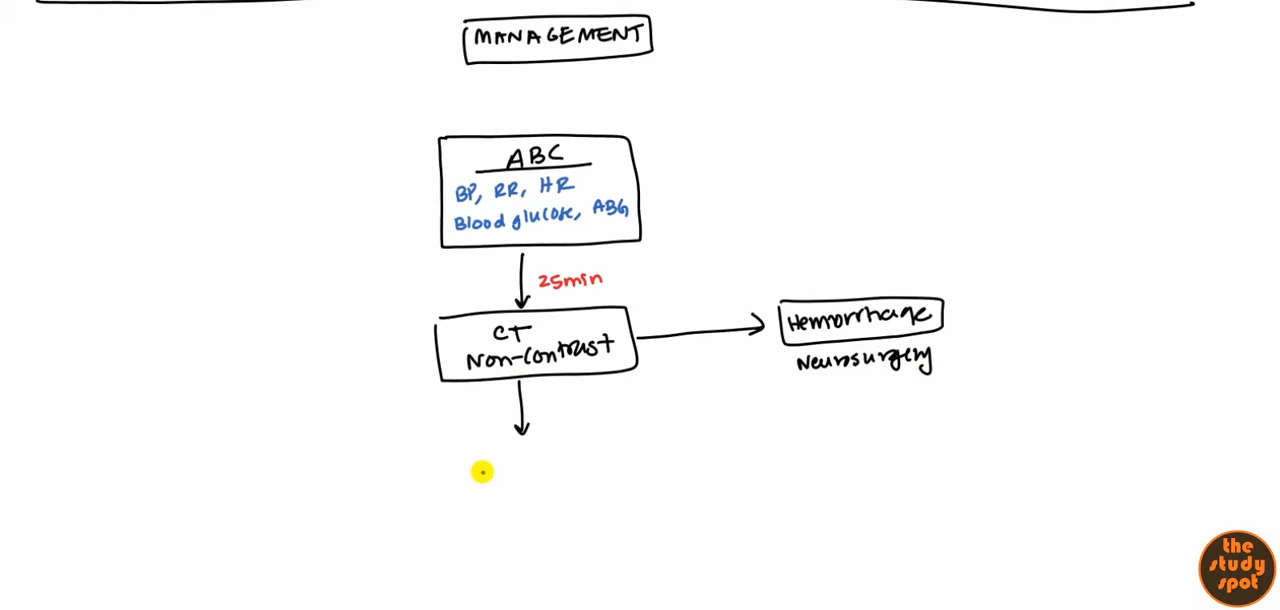 MANAGEMENT
ABC
BP, RR, HR
Blood glucose, ABG
25min
CT
Non-contrast
Hemorrhage
Neurosurgery
the
study
spot